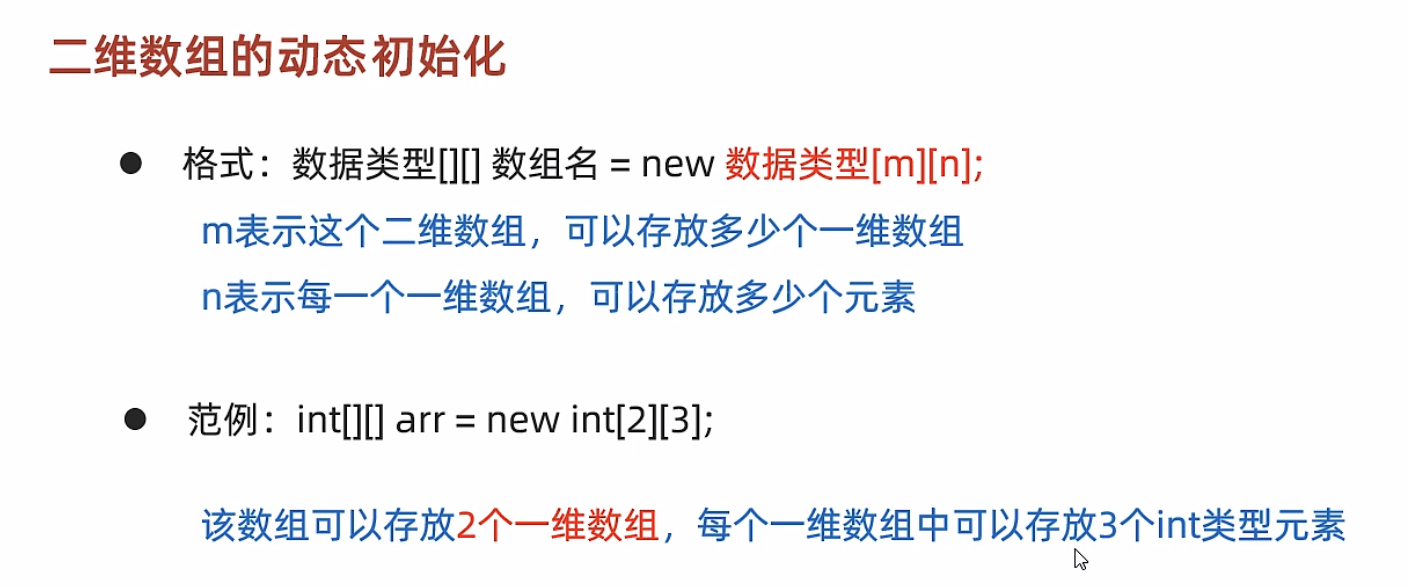 二维数组的动态初始化
● 格式：数据类型[][] 数组名 = new 数据类型[m][n];
m表示这个二维数组，可以存放多少个一维数组
n表示每一个一维数组，可以存放多少个元素
● 范例：int[][] arr = new int[2][3];
该数组可以存放2个一维数组，每个一维数组中可以存放3个int类型元素